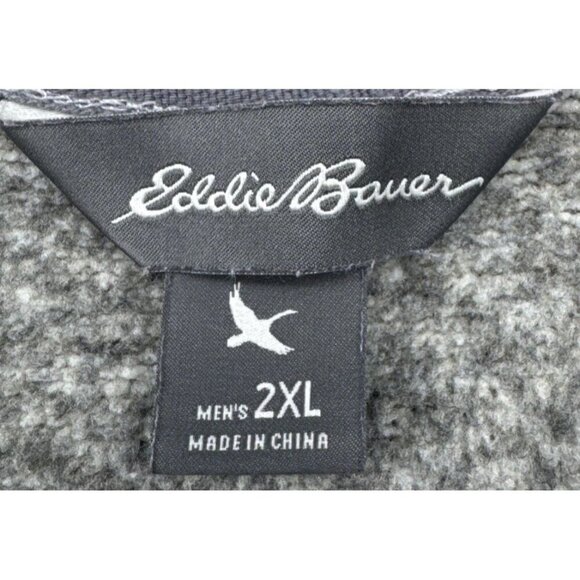 Eddie Bauer
MEN'S 2XL
MADE IN CHINA